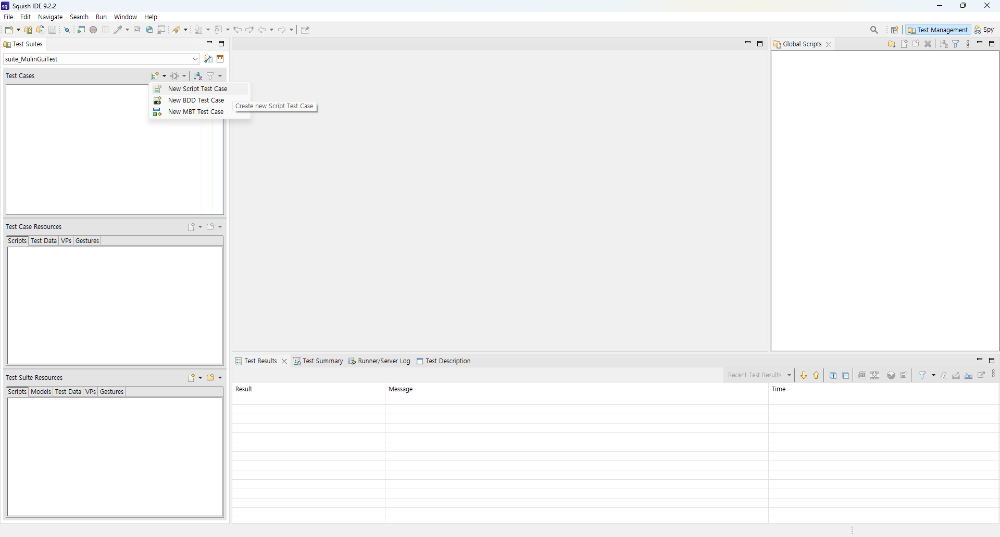 Squish IDE 9.2.2
File Edit Navigate Search Run Window Help
Test Management Spy
Test Suites
suite_MulinGuiTest
Test Cases
New Script Test Case
New BDD Test Case
New MBT Test Case
Create new Script Test Case
Test Case Resources
Scripts Test Data VPs Gestures
Test Suite Resources
Scripts Models Test Data VPs Gestures
Global Scripts
Test Results Test Summary Runner/Server Log Test Description
Recent Test Results
Result Message Time